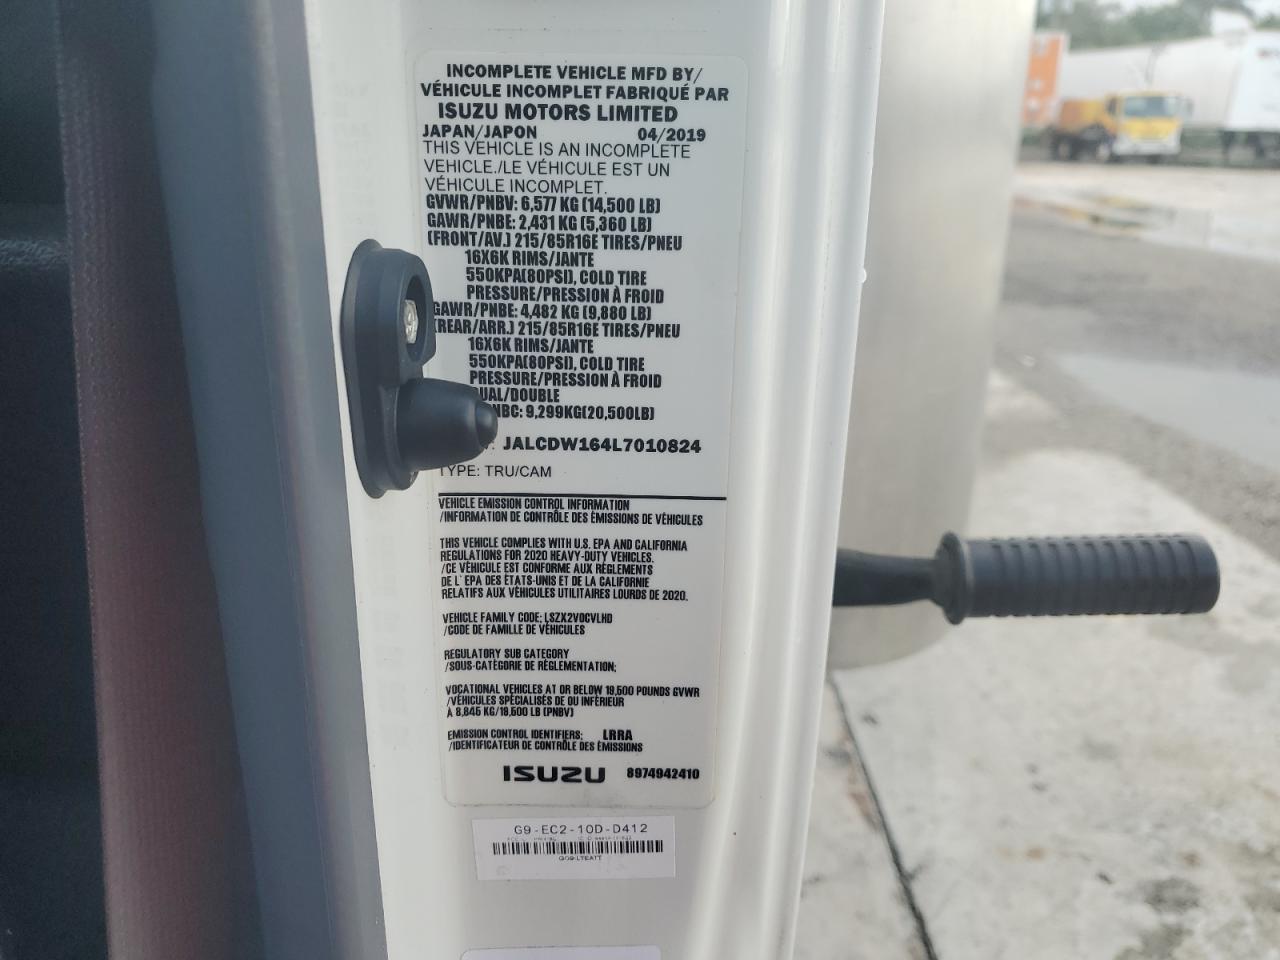 INCOMPLETE VEHICLE MFD BY/
VÉHICULE INCOMPLET FABRIQUÉ PAR
ISUZU MOTORS LIMITED
JAPAN/JAPON 04/2019
THIS VEHICLE IS AN INCOMPLETE
VEHICLE./LE VÉHICULE EST UN
VÉHICULE INCOMPLET.
GVWR/PNBV: 6,577 KG (14,500 LB)
GAWR/PNBE: 2,431 KG (5,360 LB)
(FRONT/AV.) 215/85R16E TIRES/PNEU
16X6K RIMS/JANTE
550KPA(80PSI), COLD TIRE
PRESSURE/PRESSION À FROID
GAWR/PNBE: 4,482 KG (9,880 LB)
(REAR/ARR.) 215/85R16E TIRES/PNEU
16X6K RIMS/JANTE
550KPA(80PSI), COLD TIRE
PRESSURE/PRESSION À FROID
DUAL/DOUBLE
NBC: 9,299KG(20,500LB)
JALCDW164L7010824
TYPE: TRU/CAM
VEHICLE EMISSION CONTROL INFORMATION
/INFORMATION DE CONTRÔLE DES ÉMISSIONS DE VÉHICULES
THIS VEHICLE COMPLIES WITH U.S. EPA AND CALIFORNIA
REGULATIONS FOR 2020 HEAVY-DUTY VEHICLES.
/CE VÉHICULE EST CONFORME AUX RÈGLEMENTS
DE L'EPA DES ÉTATS-UNIS ET DE LA CALIFORNIE
RELATIFS AUX VÉHICULES UTILITAIRES LOURDS DE 2020.
VEHICLE FAMILY CODE: LSZX2VOCVLHD
/CODE DE FAMILLE DE VÉHICULES
REGULATORY SUB CATEGORY
/SOUS-CATÉGORIE DE RÉGLEMENTATION;
VOCATIONAL VEHICLES AT OR BELOW 19,500 POUNDS GVWR
/VÉHICULES SPÉCIALISÉS DE OU INFÉRIEUR
À 8,845 KG/19,500 LB (PNBV)
EMISSION CONTROL IDENTIFIERS; LRRA
/IDENTIFICATEUR DE CONTRÔLE DES ÉMISSIONS
ISUZU 8974942410
G9-EC2-10D-D412